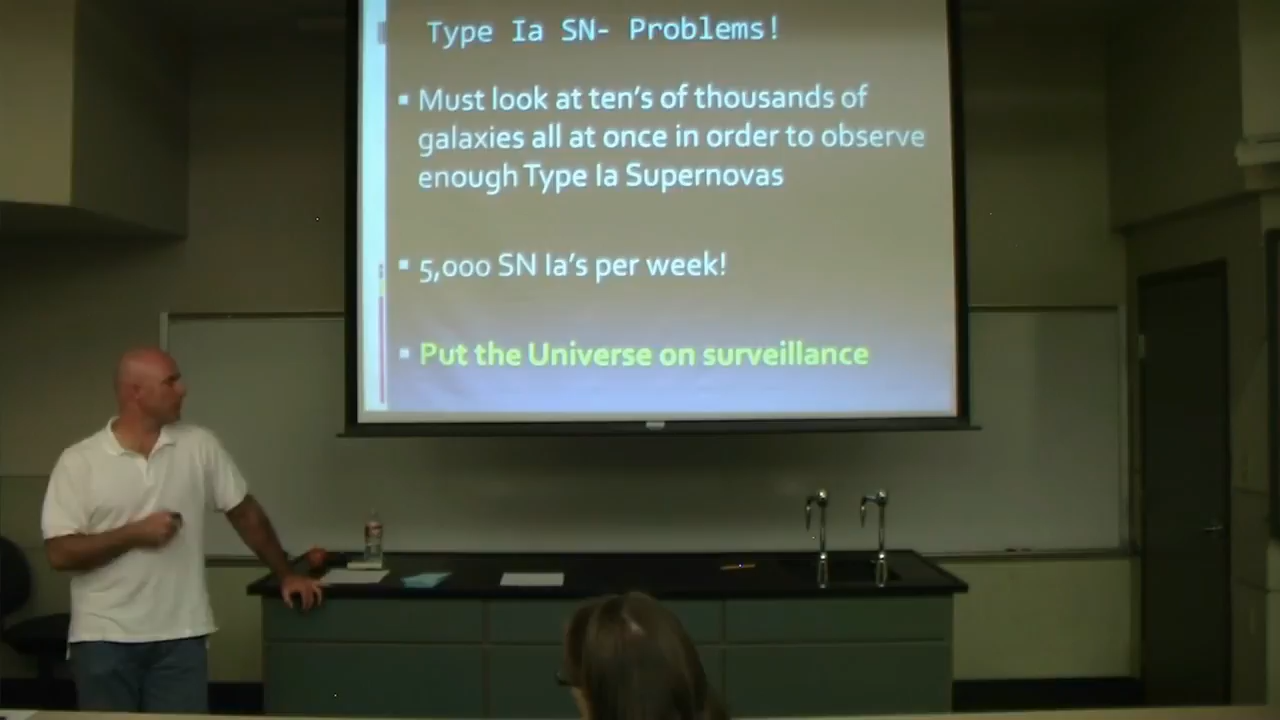 Type Ia SN- Problems!
Must look at ten's of thousands of
galaxies all at once in order to observe
enough Type Ia Supernovas
5,000 SN Ia's per week!
Put the Universe on surveillance